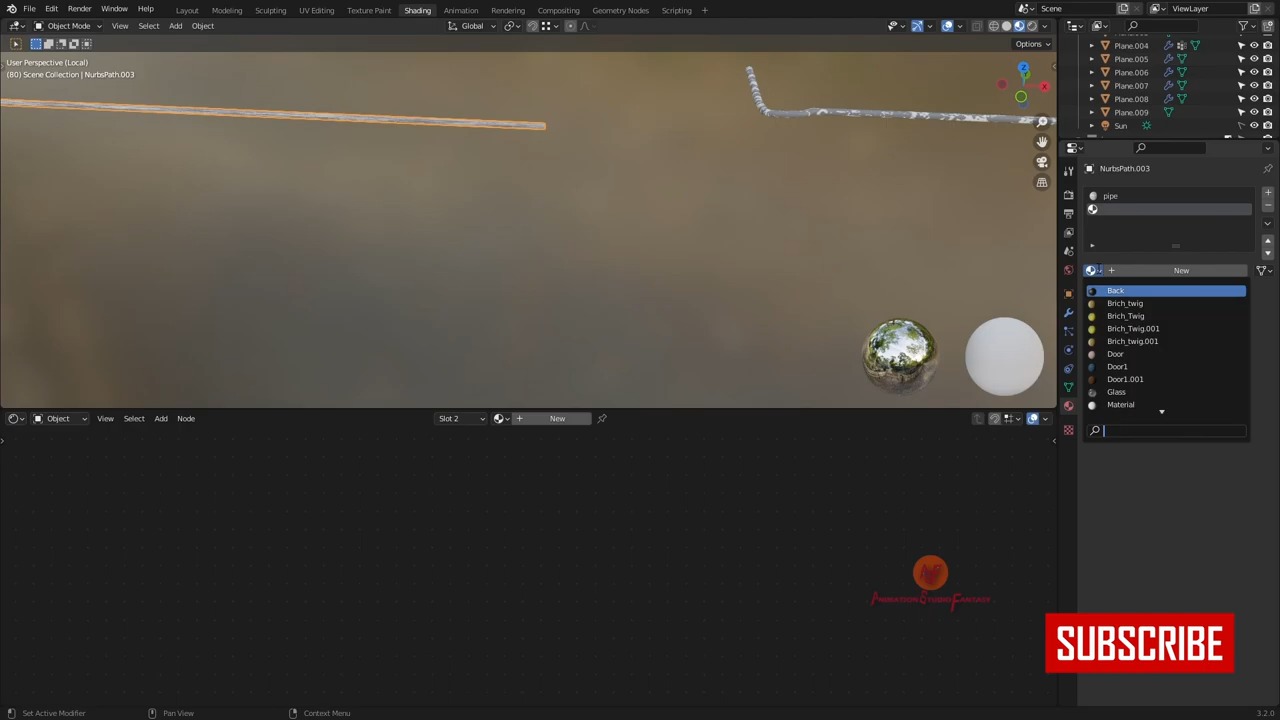 File Edit Render Window Help Layout Modeling Sculpting UV Editing Texture Paint Shading Animation Rendering Compositing Geometry Nodes Scripting + Scene ViewLayer
Object Mode View Select Add Object Global
Options
User Perspective (Local)
(80) Scene Collection | NurbsPath.003
Z
X
Plane.004
Plane.005
Plane.006
Plane.007
Plane.008
Plane.009
Sun
NurbsPath.003
pipe
+ New
Back
Brich_twig
Brich_Twig
Brich_Twig.001
Brich_twig.001
Door
Door1
Door1.001
Glass
Material
Object View Select Add Node Slot 2 + New
Animation Studio Fantasy
SUBSCRIBE
Set Active Modifier Pan View Context Menu 3.2.0